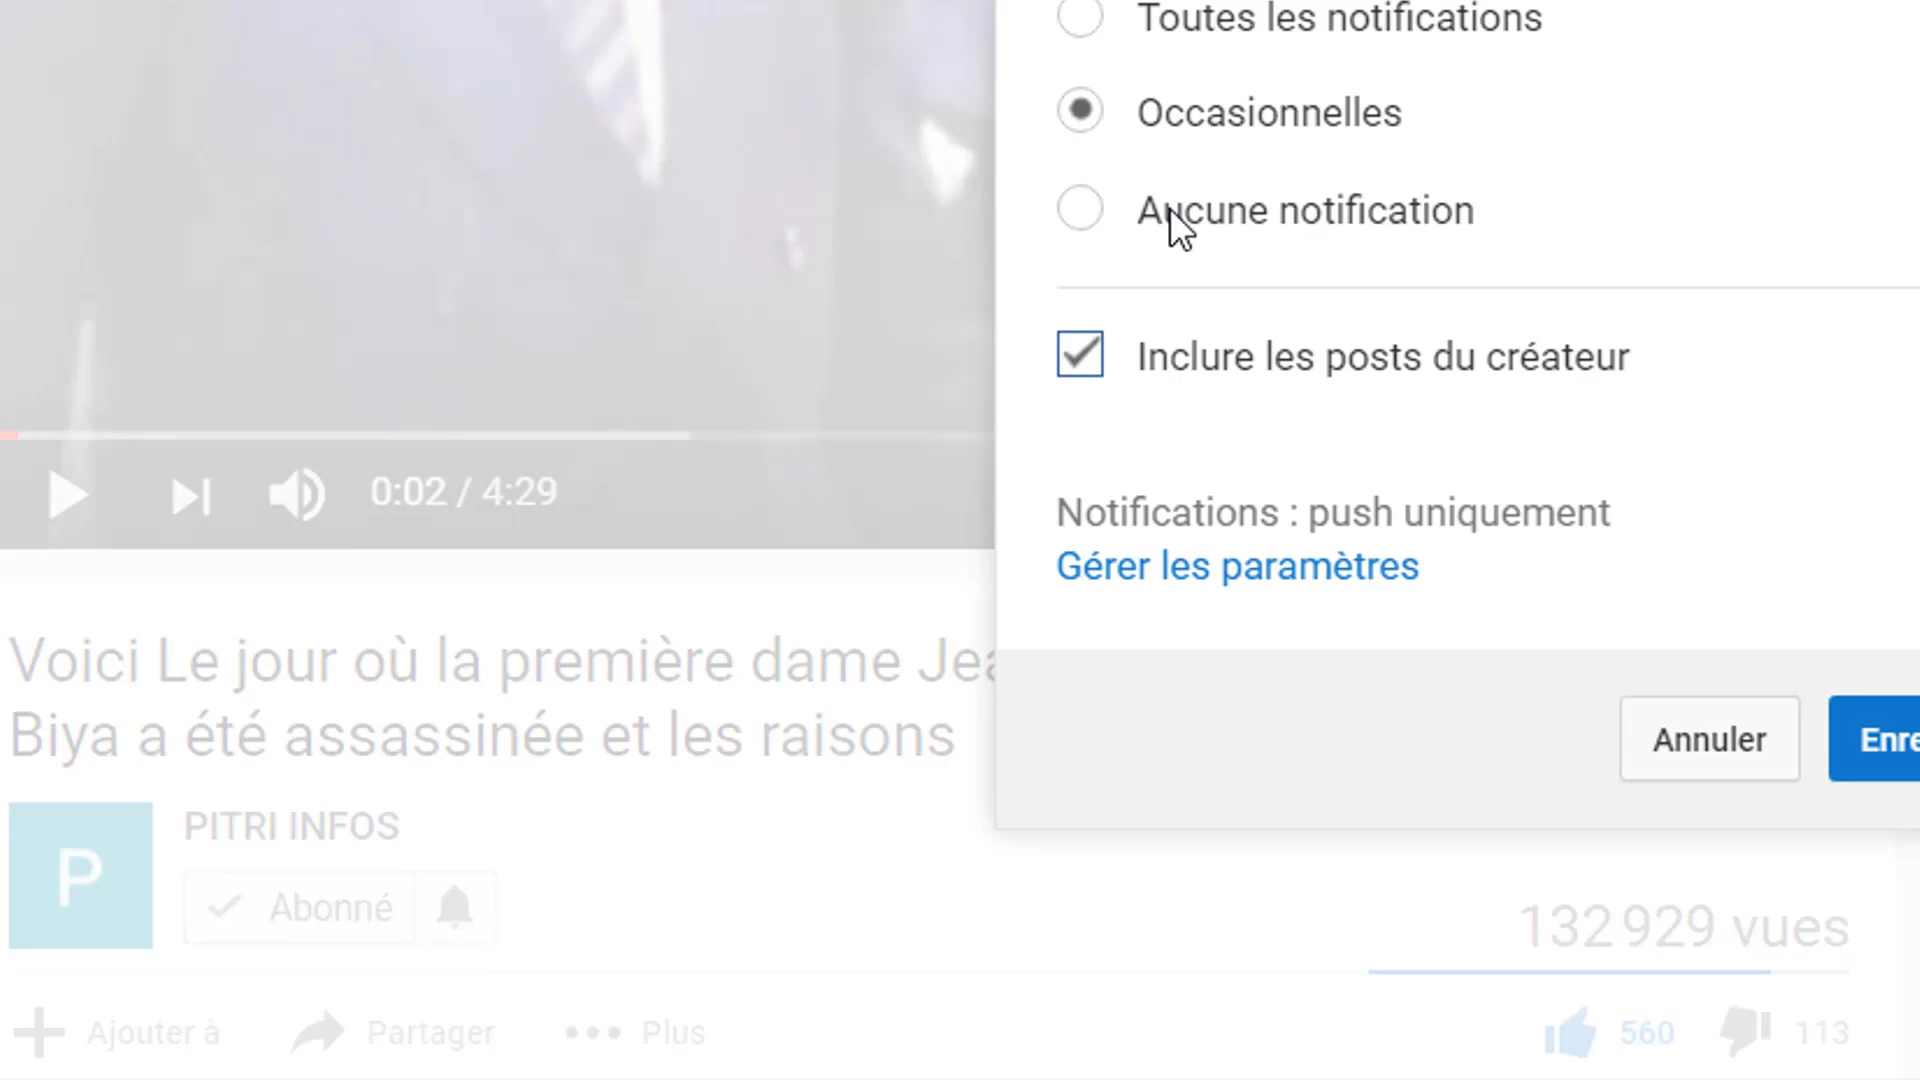 Toutes les notifications
Occasionnelles
Aucune notification
Inclure les posts du créateur
Notifications : push uniquement
Gérer les paramètres
Annuler Enre
0:02 / 4:29
Voici Le jour où la première dame Jea
Biya a été assassinée et les raisons
P
PITRI INFOS
Abonné
132 929 vues
Ajouter à Partager Plus 560 113